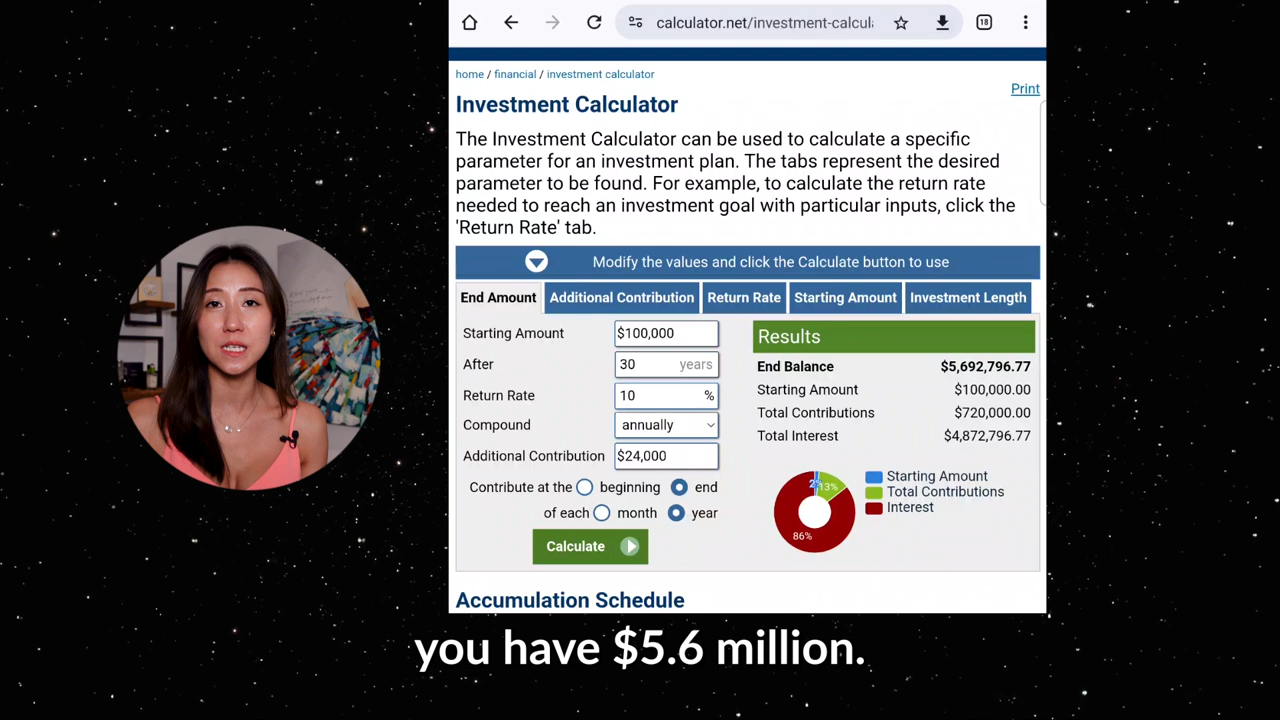 calculator.net/investment-calcul
18
home / financial / investment calculator
Print
Investment Calculator
The Investment Calculator can be used to calculate a specific
parameter for an investment plan. The tabs represent the desired
parameter to be found. For example, to calculate the return rate
needed to reach an investment goal with particular inputs, click the
'Return Rate' tab.
Modify the values and click the Calculate button to use
End Amount Additional Contribution Return Rate Starting Amount Investment Length
Starting Amount $100,000
After 30 years
Return Rate 10 %
Compound annually
Additional Contribution $24,000
Contribute at the beginning end
of each month year
Calculate
Results
End Balance $5,692,796.77
Starting Amount $100,000.00
Total Contributions $720,000.00
Total Interest $4,872,796.77
13%
86%
Starting Amount
Total Contributions
Interest
Accumulation Schedule
you have $5.6 million.